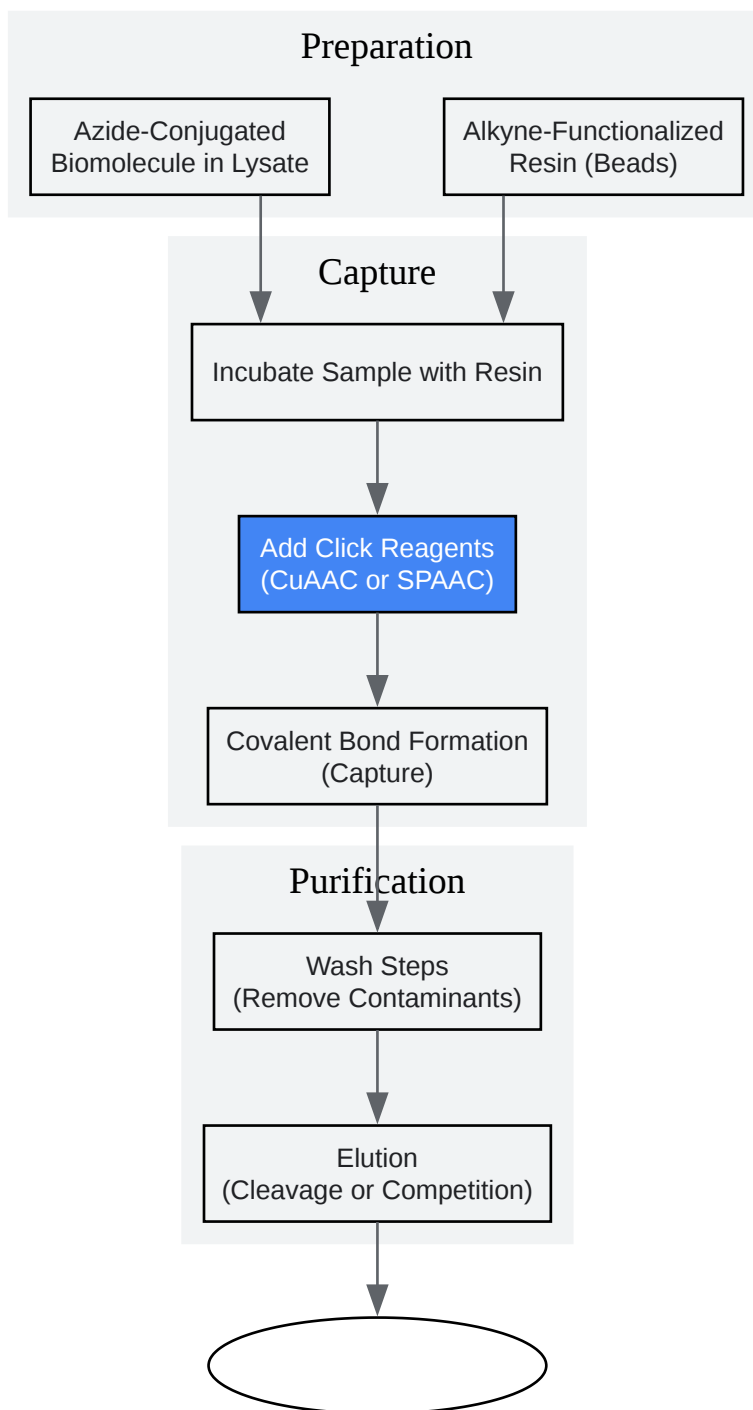 Preparation
Azide-Conjugated
Biomolecule in Lysate
Alkyne-Functionalized
Resin (Beads)
Capture
Incubate Sample with Resin
Add Click Reagents
(CuAAC or SPAAC)
Covalent Bond Formation
(Capture)
Purification
Wash Steps
(Remove Contaminants)
Elution
(Cleavage or Competition)